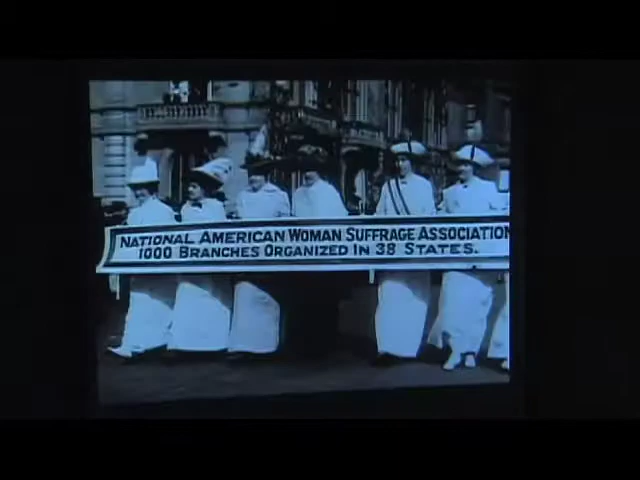 NATIONAL AMERICAN WOMAN SUFFRAGE ASSOCIATION
1000 BRANCHES ORGANIZED IN 38 STATES.